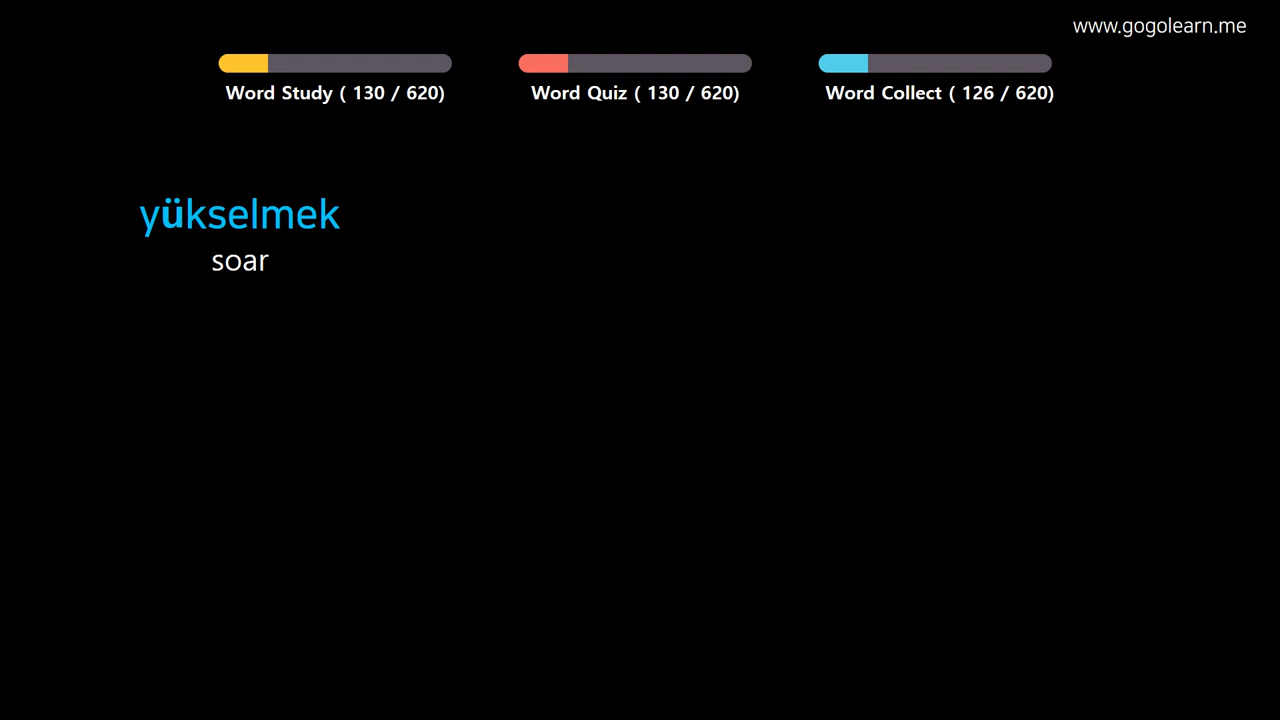 www.gogolearn.me
Word Study ( 130 / 620)
Word Quiz ( 130 / 620)
Word Collect ( 126 / 620)
yükselmek
soar